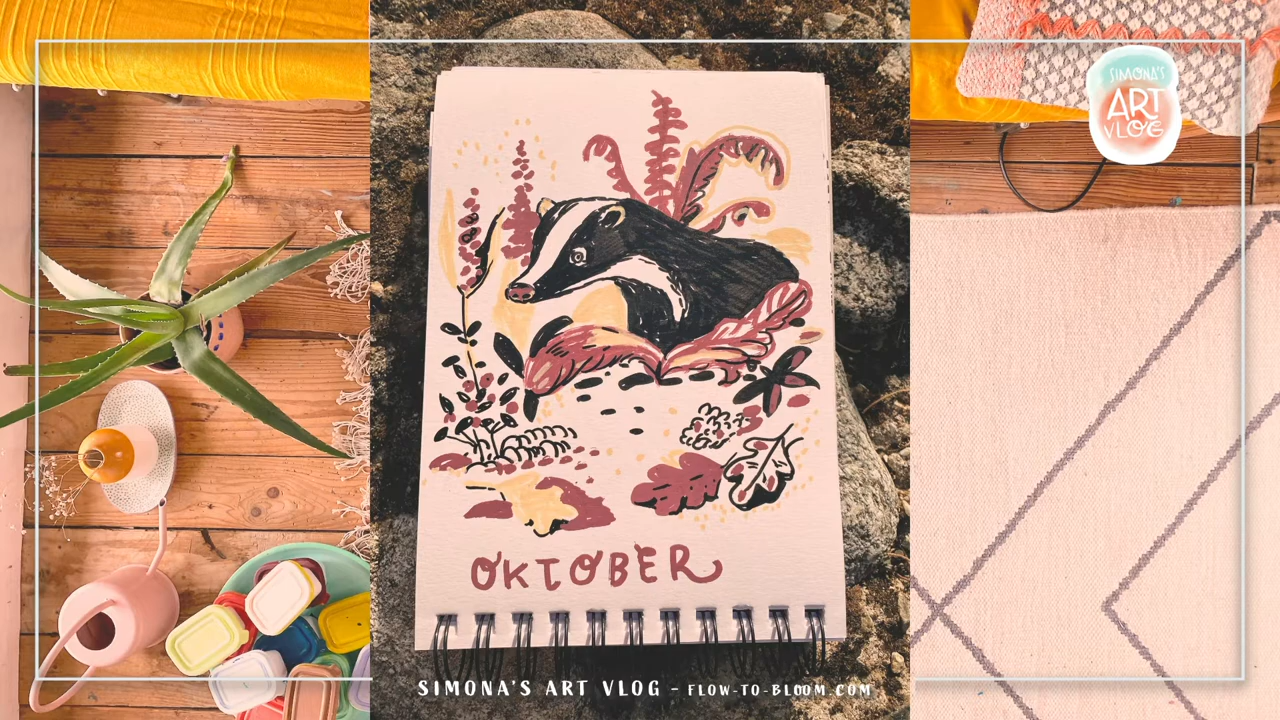 SIMONA'S
ART
VLOG
OKTOBER
SIMONA'S ART VLOG – FLOW-TO-BLOOM.COM